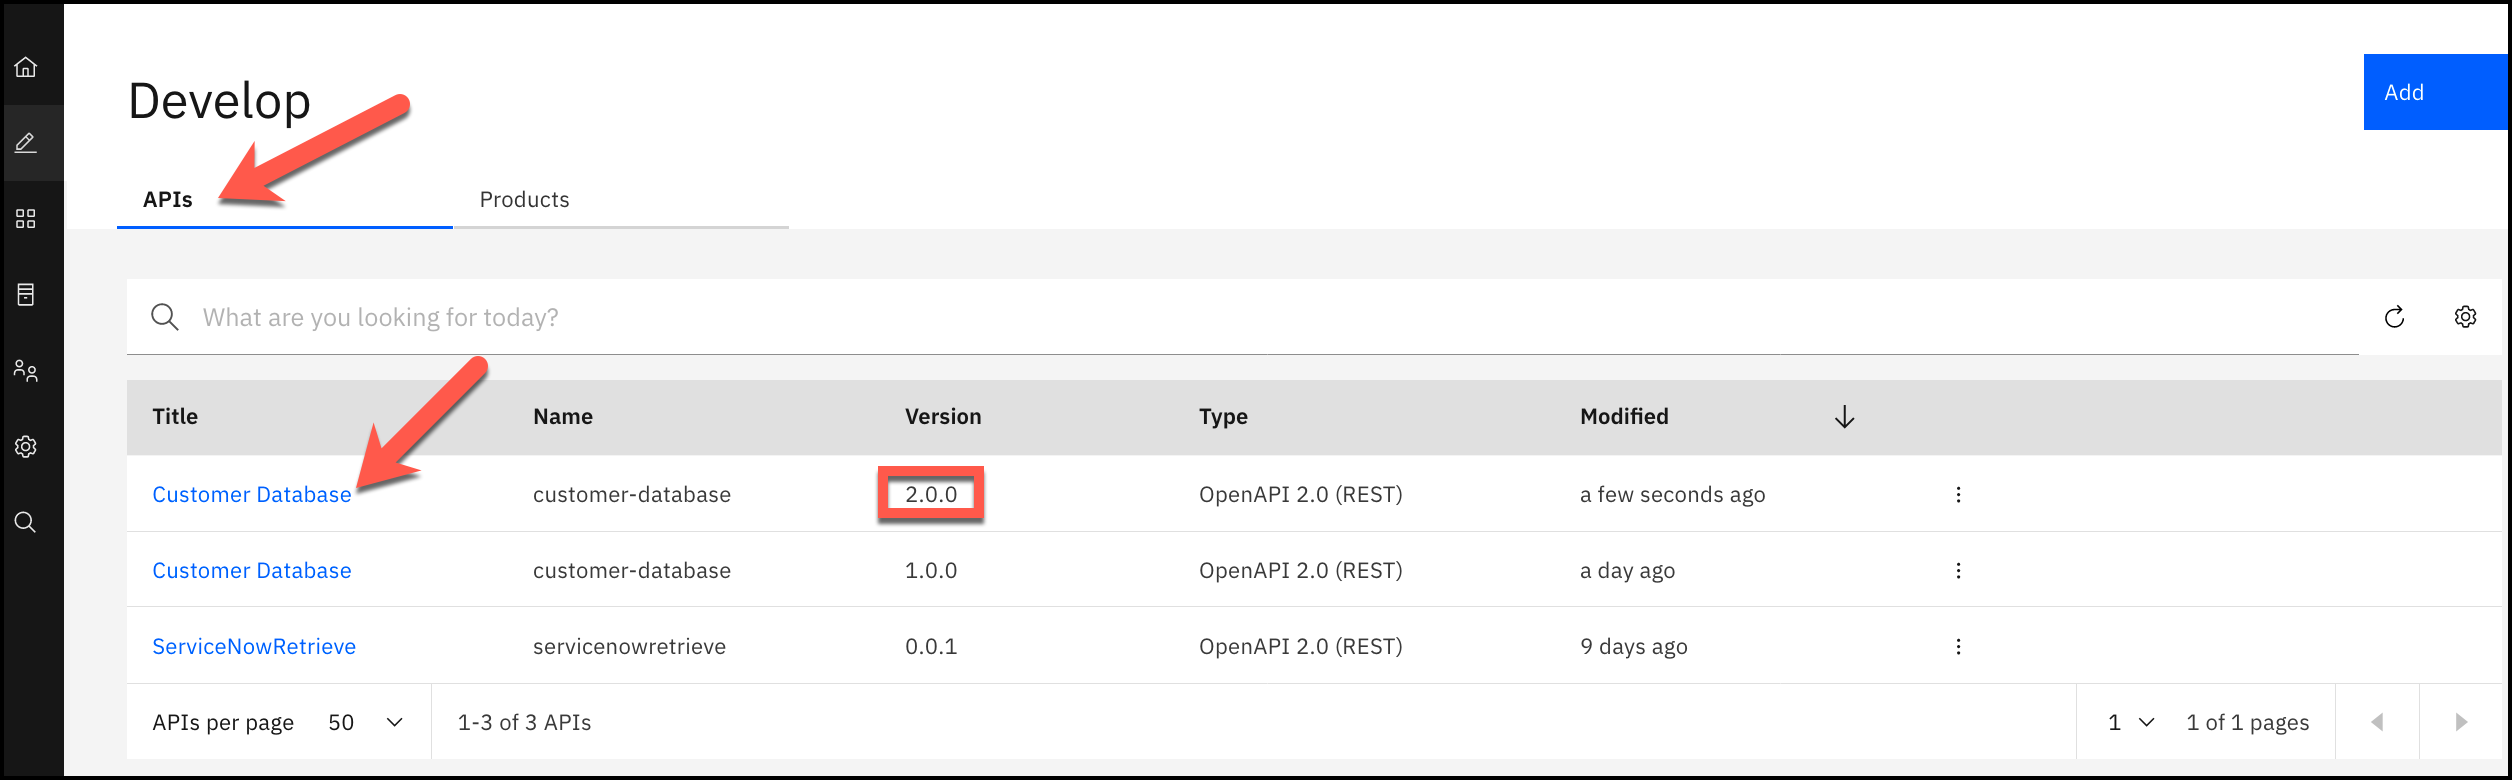 Develop
Add
APIs Products
What are you looking for today?
Title Name Version Type Modified
Customer Database customer-database 2.0.0 OpenAPI 2.0 (REST) a few seconds ago
Customer Database customer-database 1.0.0 OpenAPI 2.0 (REST) a day ago
ServiceNowRetrieve servicenowretrieve 0.0.1 OpenAPI 2.0 (REST) 9 days ago
APIs per page 50 1-3 of 3 APIs 1 1 of 1 pages